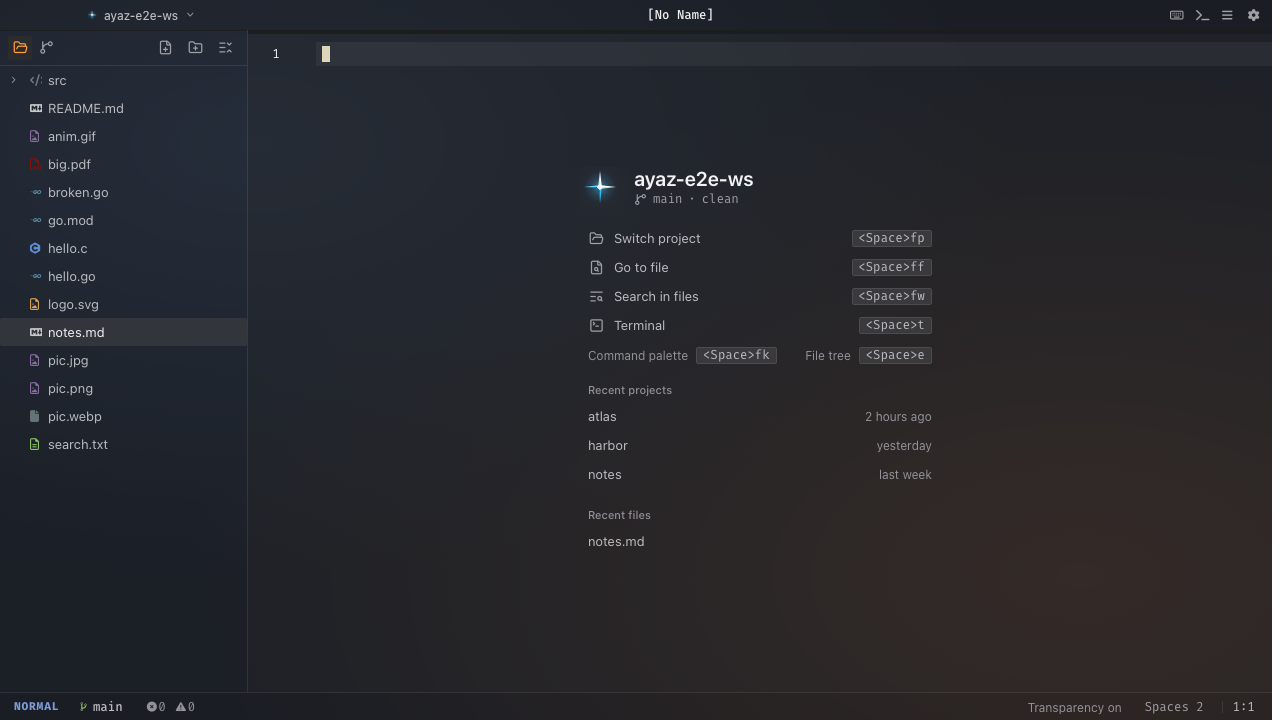 ayaz-e2e-ws
[No Name]
src
README.md
anim.gif
big.pdf
broken.go
go.mod
hello.c
hello.go
logo.svg
notes.md
pic.jpg
pic.png
pic.webp
search.txt
1
ayaz-e2e-ws
main · clean
Switch project <Space>fp
Go to file <Space>ff
Search in files <Space>fw
Terminal <Space>t
Command palette <Space>fk File tree <Space>e
Recent projects
atlas 2 hours ago
harbor yesterday
notes last week
Recent files
notes.md
NORMAL main 0 0 Transparency on Spaces 2 1:1